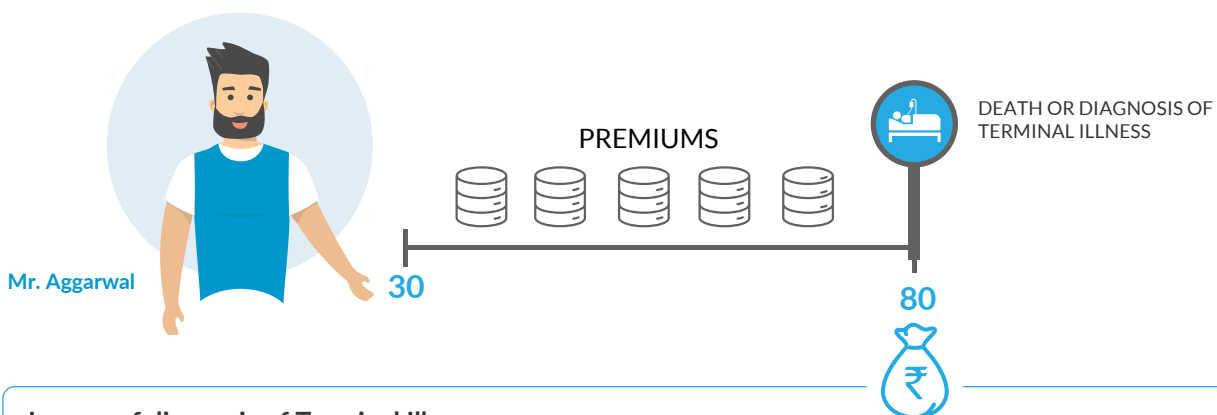 PREMIUMS
DEATH OR DIAGNOSIS OF
TERMINAL ILLNESS
Mr. Aggarwal
30
80
₹